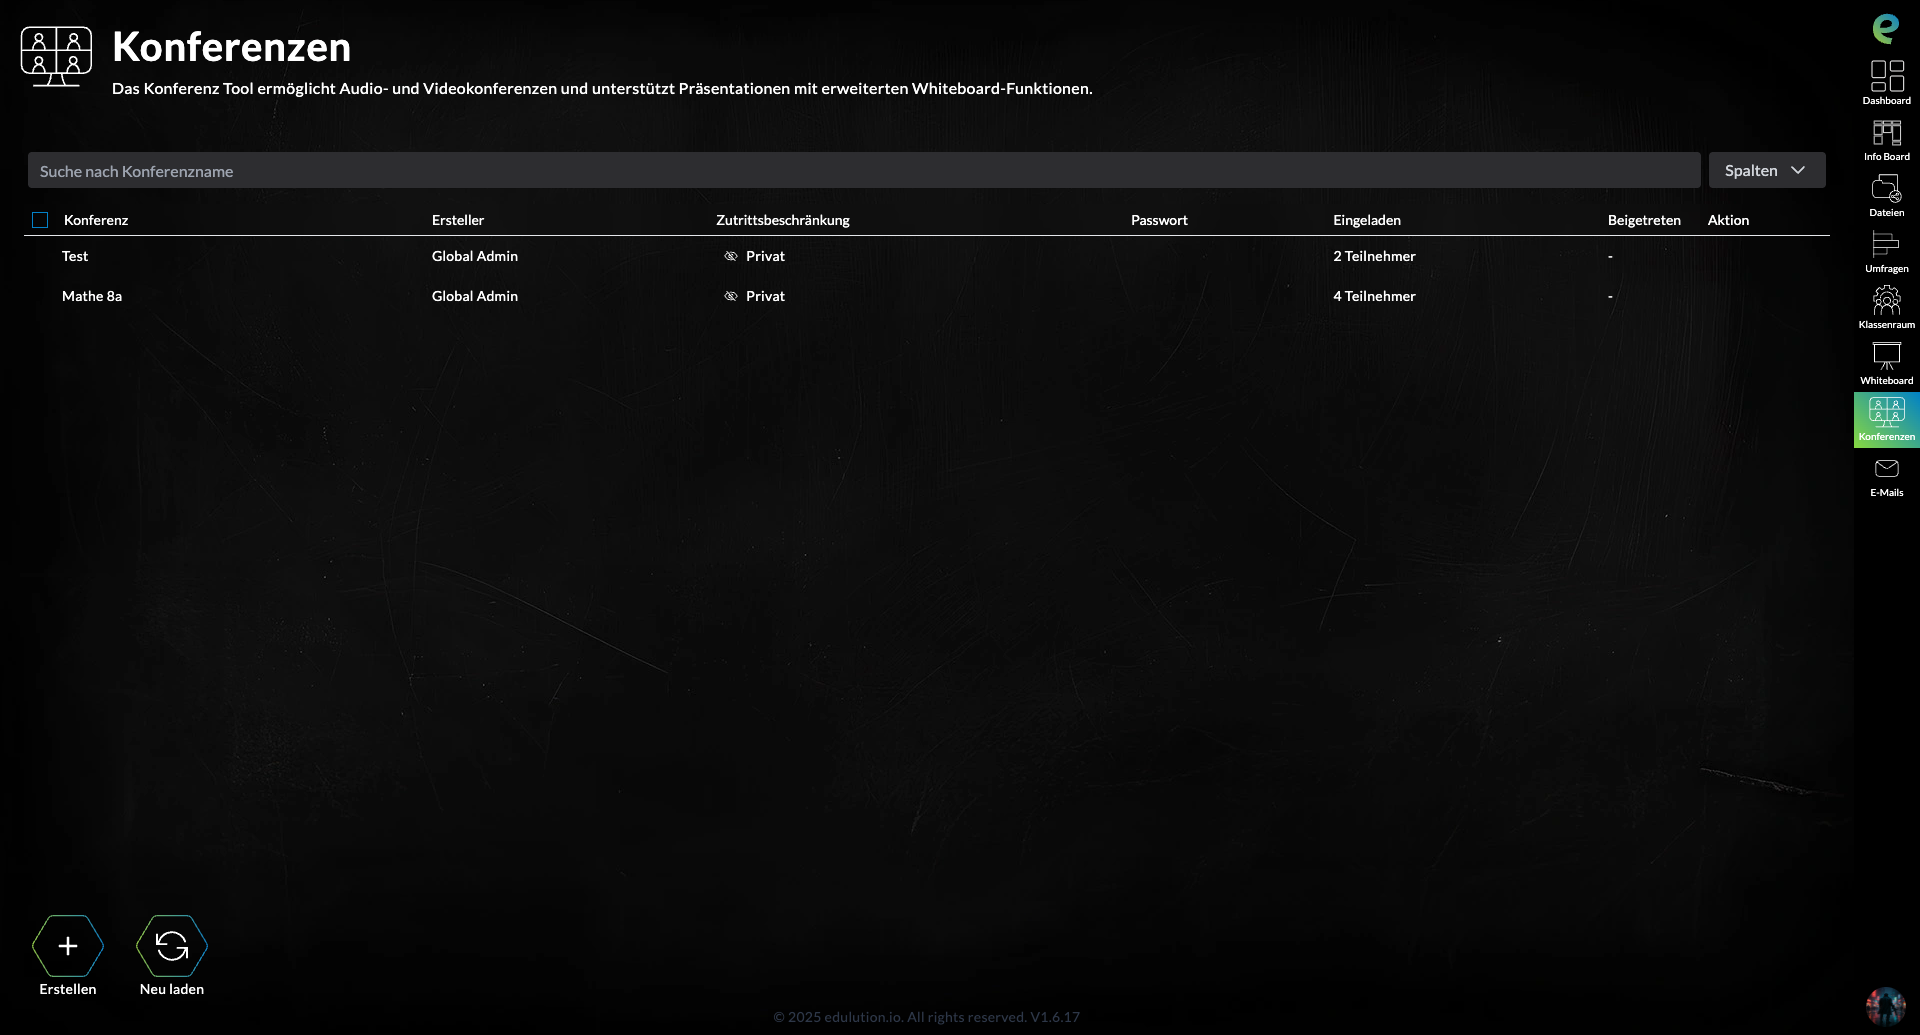 Konferenzen
Das Konferenz Tool ermöglicht Audio- und Videokonferenzen und unterstützt Präsentationen mit erweiterten Whiteboard-Funktionen.
Suche nach Konferenzname
Spalten
Konferenz Ersteller Zutrittsbeschränkung Passwort Eingeladen Beigetreten Aktion
Test Global Admin Privat 2 Teilnehmer -
Mathe 8a Global Admin Privat 4 Teilnehmer -
Erstellen
Neu laden
© 2025 edulution.io. All rights reserved. V1.6.17
e
Dashboard
Info Board
Dateien
Umfragen
Klassenraum
Whiteboard
Konferenzen
E-Mails